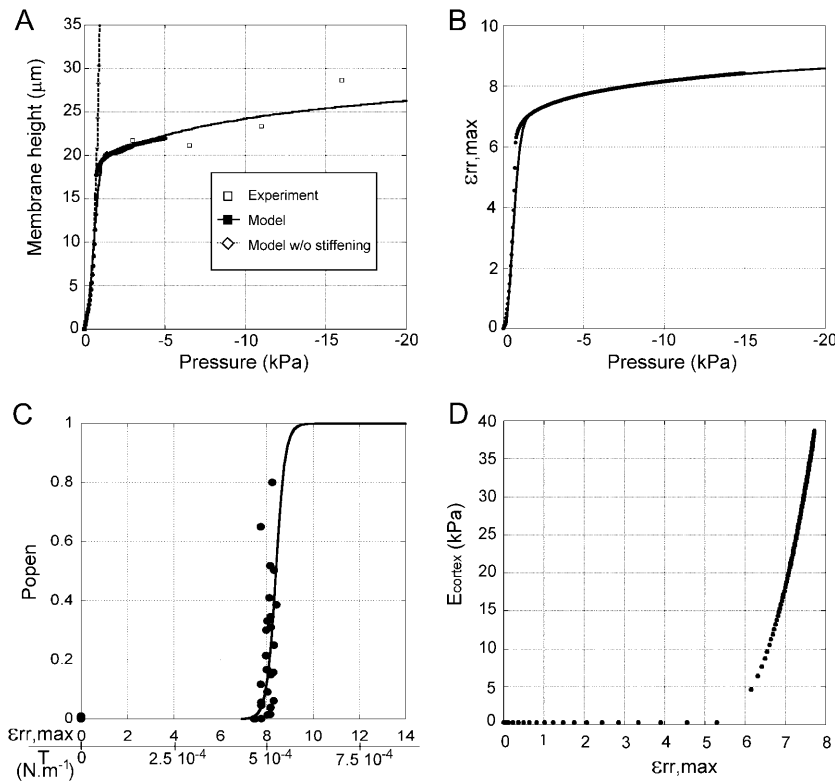 A
Membrane height (μm)
35
30
25
20
15
10
5
0
0 -5 -10 -15 -20
Pressure (kPa)
Experiment
Model
Model w/o stiffening
B
εrr,max
10
8
6
4
2
0
0 -5 -10 -15 -20
Pressure (kPa)
C
Popen
1
0.8
0.6
0.4
0.2
0
εrr,max 0 2 4 6 8 10 12 14
T (N.m-1) 0 2.5 10-4 5 10-4 7.5 10-4
D
Ecortex (kPa)
40
35
30
25
20
15
10
5
0
0 1 2 3 4 5 6 7 8
εrr,max